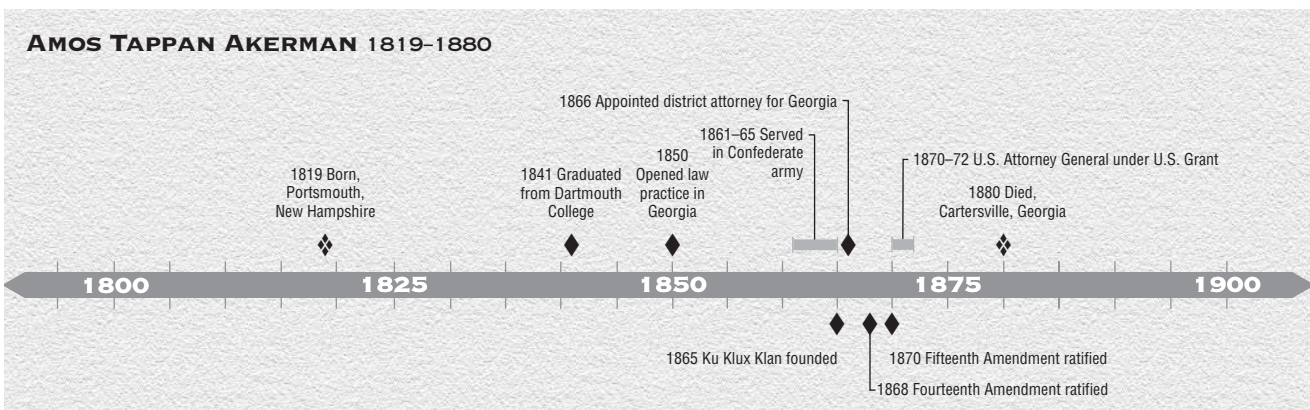 AMOS TAPPAN AKERMAN 1819–1880
1866 Appointed district attorney for Georgia
1861–65 Served
in Confederate
army
1870–72 U.S. Attorney General under U.S. Grant
1819 Born,
Portsmouth,
New Hampshire
1841 Graduated
from Dartmouth
College
1850
Opened law
practice in
Georgia
1880 Died,
Cartersville, Georgia
1800 1825 1850 1875 1900
1865 Ku Klux Klan founded
1870 Fifteenth Amendment ratified
1868 Fourteenth Amendment ratified